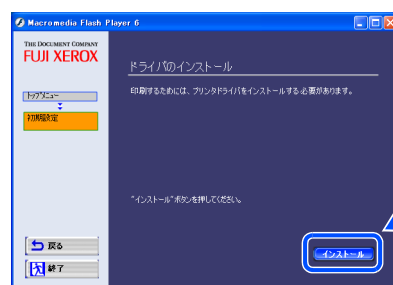 Macromedia Flash Player 6
THE DOCUMENT COMPANY
FUJI XEROX
ドライバのインストール
印刷するためには、プリンタドライバをインストールする必要があります。
トップメニュー
初期設定
"インストール"ボタンを押してください。
戻る
終了
インストール